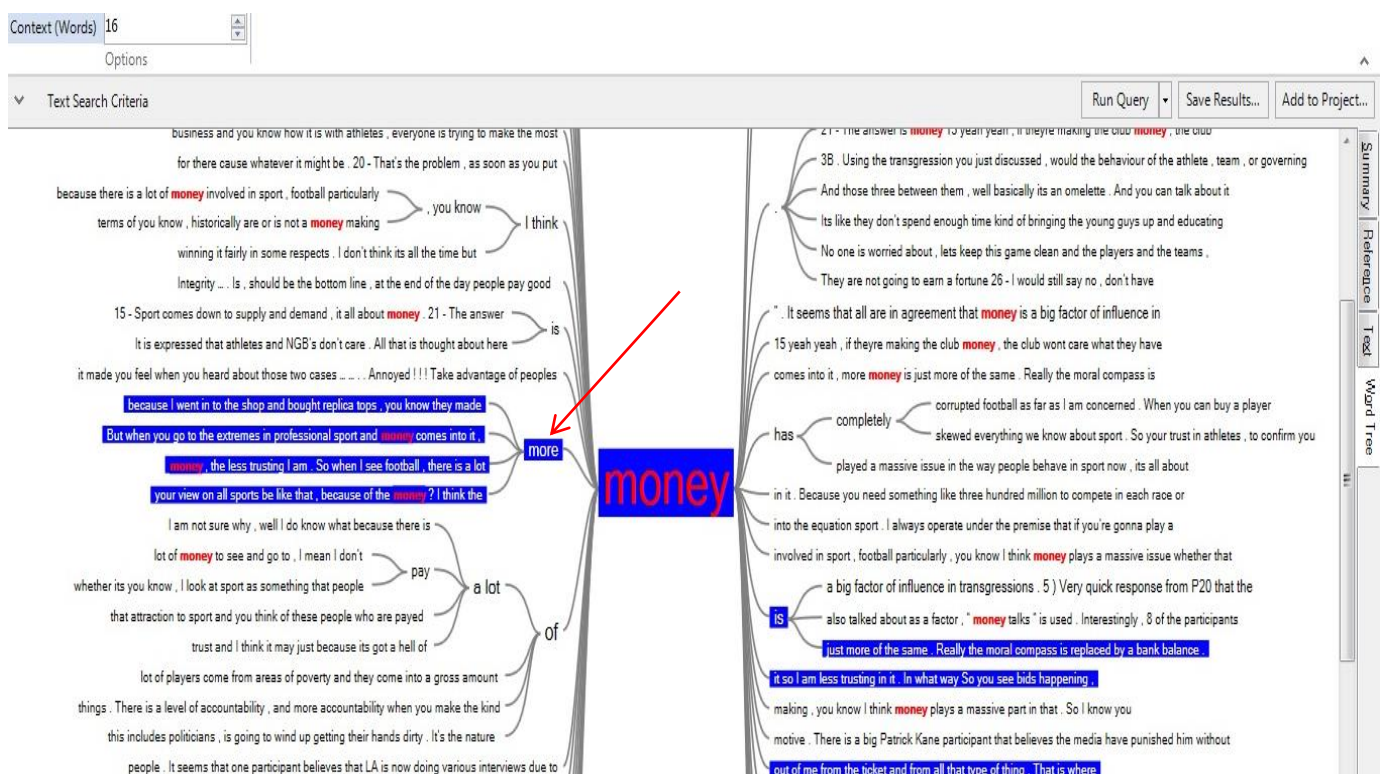 Context (Words) 16
Options
Text Search Criteria
Run Query
Save Results...
Add to Project...
business and you know how it is with athletes , everyone is trying to make the most
for there cause whatever it might be . 20 - That's the problem , as soon as you put
because there is a lot of money involved in sport , football particularly
terms of you know , historically are or is not a money making
, you know
winning it fairly in some respects . I don't think its all the time but
I think
Integrity ... . Is , should be the bottom line , at the end of the day people pay good
15 - Sport comes down to supply and demand , it all about money . 21 - The answer
It is expressed that athletes and NGB's don't care . All that is thought about here
is
it made you feel when you heard about those two cases ... ... . . Annoyed ! ! ! Take advantage of peoples
because I went in to the shop and bought replica tops , you know they made
But when you go to the extremes in professional sport and money comes into it ,
money , the less trusting I am . So when I see football , there is a lot
your view on all sports be like that , because of the money ? I think the
more
I am not sure why , well I do know what because there is
lot of money to see and go to , I mean I don't
whether its you know , I look at sport as something that people
pay
that attraction to sport and you think of these people who are payed
trust and I think it may just because its got a hell of
a lot
lot of players come from areas of poverty and they come into a gross amount
things . There is a level of accountability , and more accountability when you make the kind
this includes politicians , is going to wind up getting their hands dirty . It's the nature
of
people . It seems that one participant believes that LA is now doing various interviews due to
money
21 - The answer is money 15 yeah yeah , if theyre making the club money , the club
3B . Using the transgression you just discussed , would the behaviour of the athlete , team , or governing
And those three between them , well basically its an omelette . And you can talk about it
.
Its like they don't spend enough time kind of bringing the young guys up and educating
No one is worried about , lets keep this game clean and the players and the teams ,
They are not going to earn a fortune 26 - I would still say no , don't have
" . It seems that all are in agreement that money is a big factor of influence in
15 yeah yeah , if theyre making the club money , the club wont care what they have
comes into it , more money is just more of the same . Really the moral compass is
has
completely
corrupted football as far as I am concerned . When you can buy a player
skewed everything we know about sport . So your trust in athletes , to confirm you
played a massive issue in the way people behave in sport now , its all about
in it . Because you need something like three hundred million to compete in each race or
into the equation sport . I always operate under the premise that if you're gonna play a
involved in sport , football particularly , you know I think money plays a massive issue whether that
is
a big factor of influence in transgressions . 5 ) Very quick response from P20 that the
also talked about as a factor , " money talks " is used . Interestingly , 8 of the participants
just more of the same . Really the moral compass is replaced by a bank balance .
it so I am less trusting in it . In what way So you see bids happening ,
making , you know I think money plays a massive part in that . So I know you
motive . There is a big Patrick Kane participant that believes the media have punished him without
out of me from the ticket and from all that type of thing . That is where
Summary
Reference
Text
Word Tree